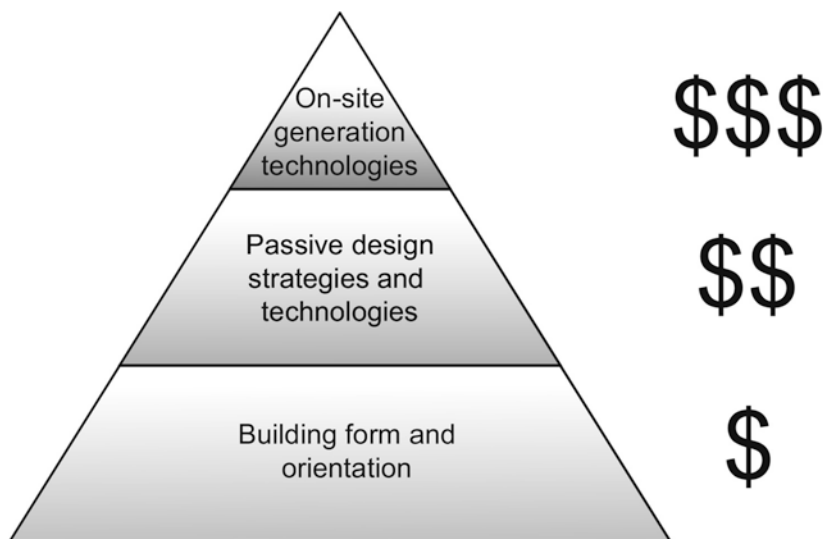 On-site
generation
technologies
$$$
Passive design
strategies and
technologies
$$
Building form and
orientation
$